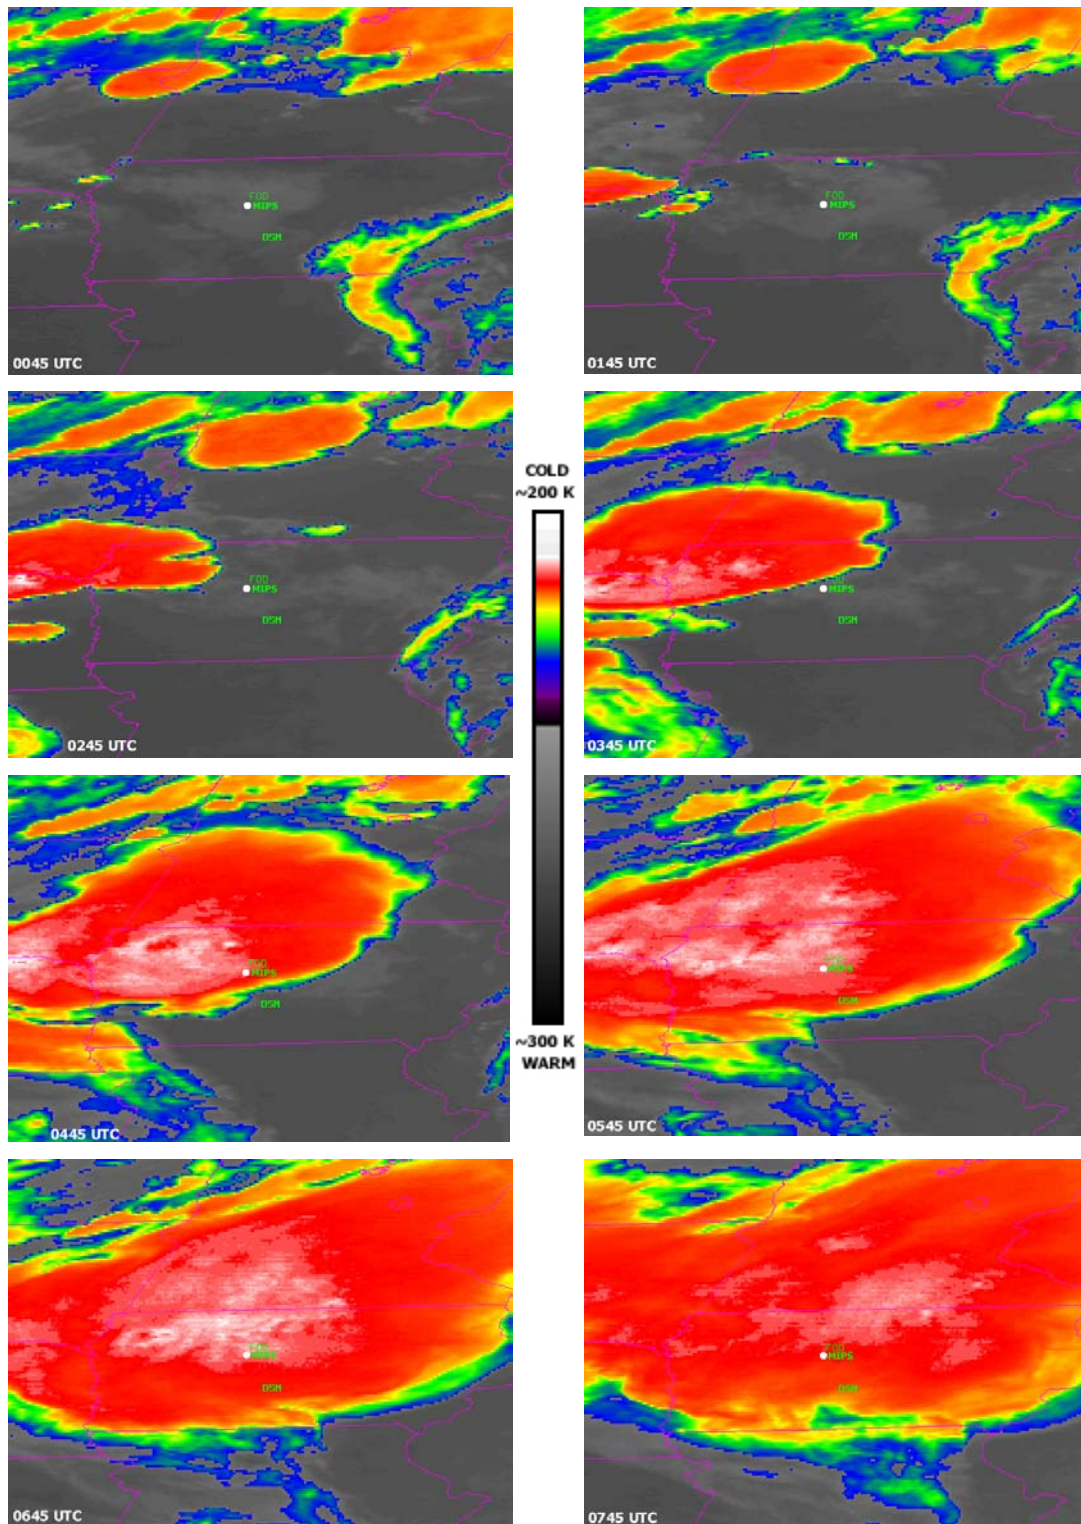 FOD
MIPS
DSM
0045 UTC
FOD
MIPS
DSM
0145 UTC
FOD
MIPS
DSM
0245 UTC
COLD
~200 K
~300 K
WARM
MIPS
DSM
0345 UTC
FOD
MIPS
DSM
0445 UTC
MIPS
DSM
0545 UTC
MIPS
DSM
0645 UTC
FOD
MIPS
DSM
0745 UTC